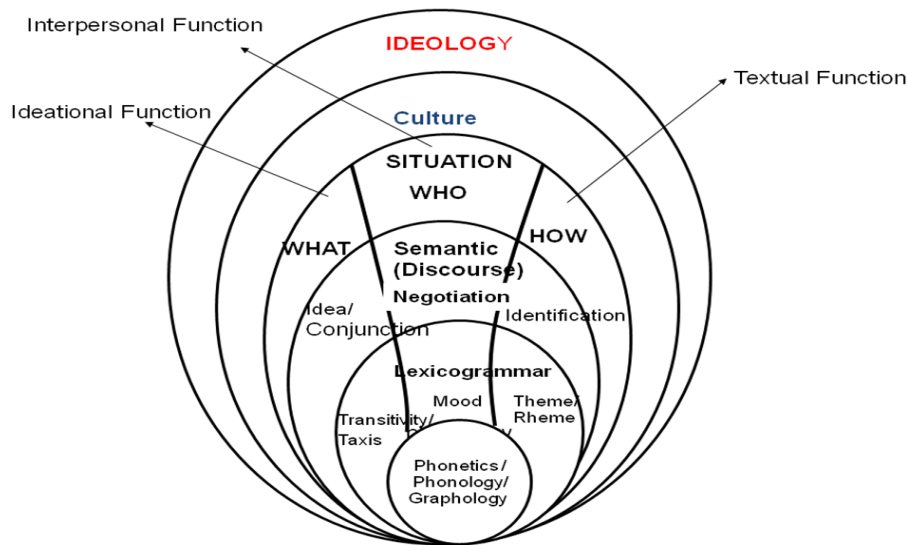 Interpersonal Function
IDEOLOGY
Textual Function
Ideational Function
Culture
SITUATION
WHO
WHAT
HOW
Semantic
(Discourse)
Negotiation
Idea/
Conjunction
Identification
Lexicogrammar
Mood
Theme/
Rheme
Transitivity/
Taxis
Phonetics/
Phonology/
Graphology